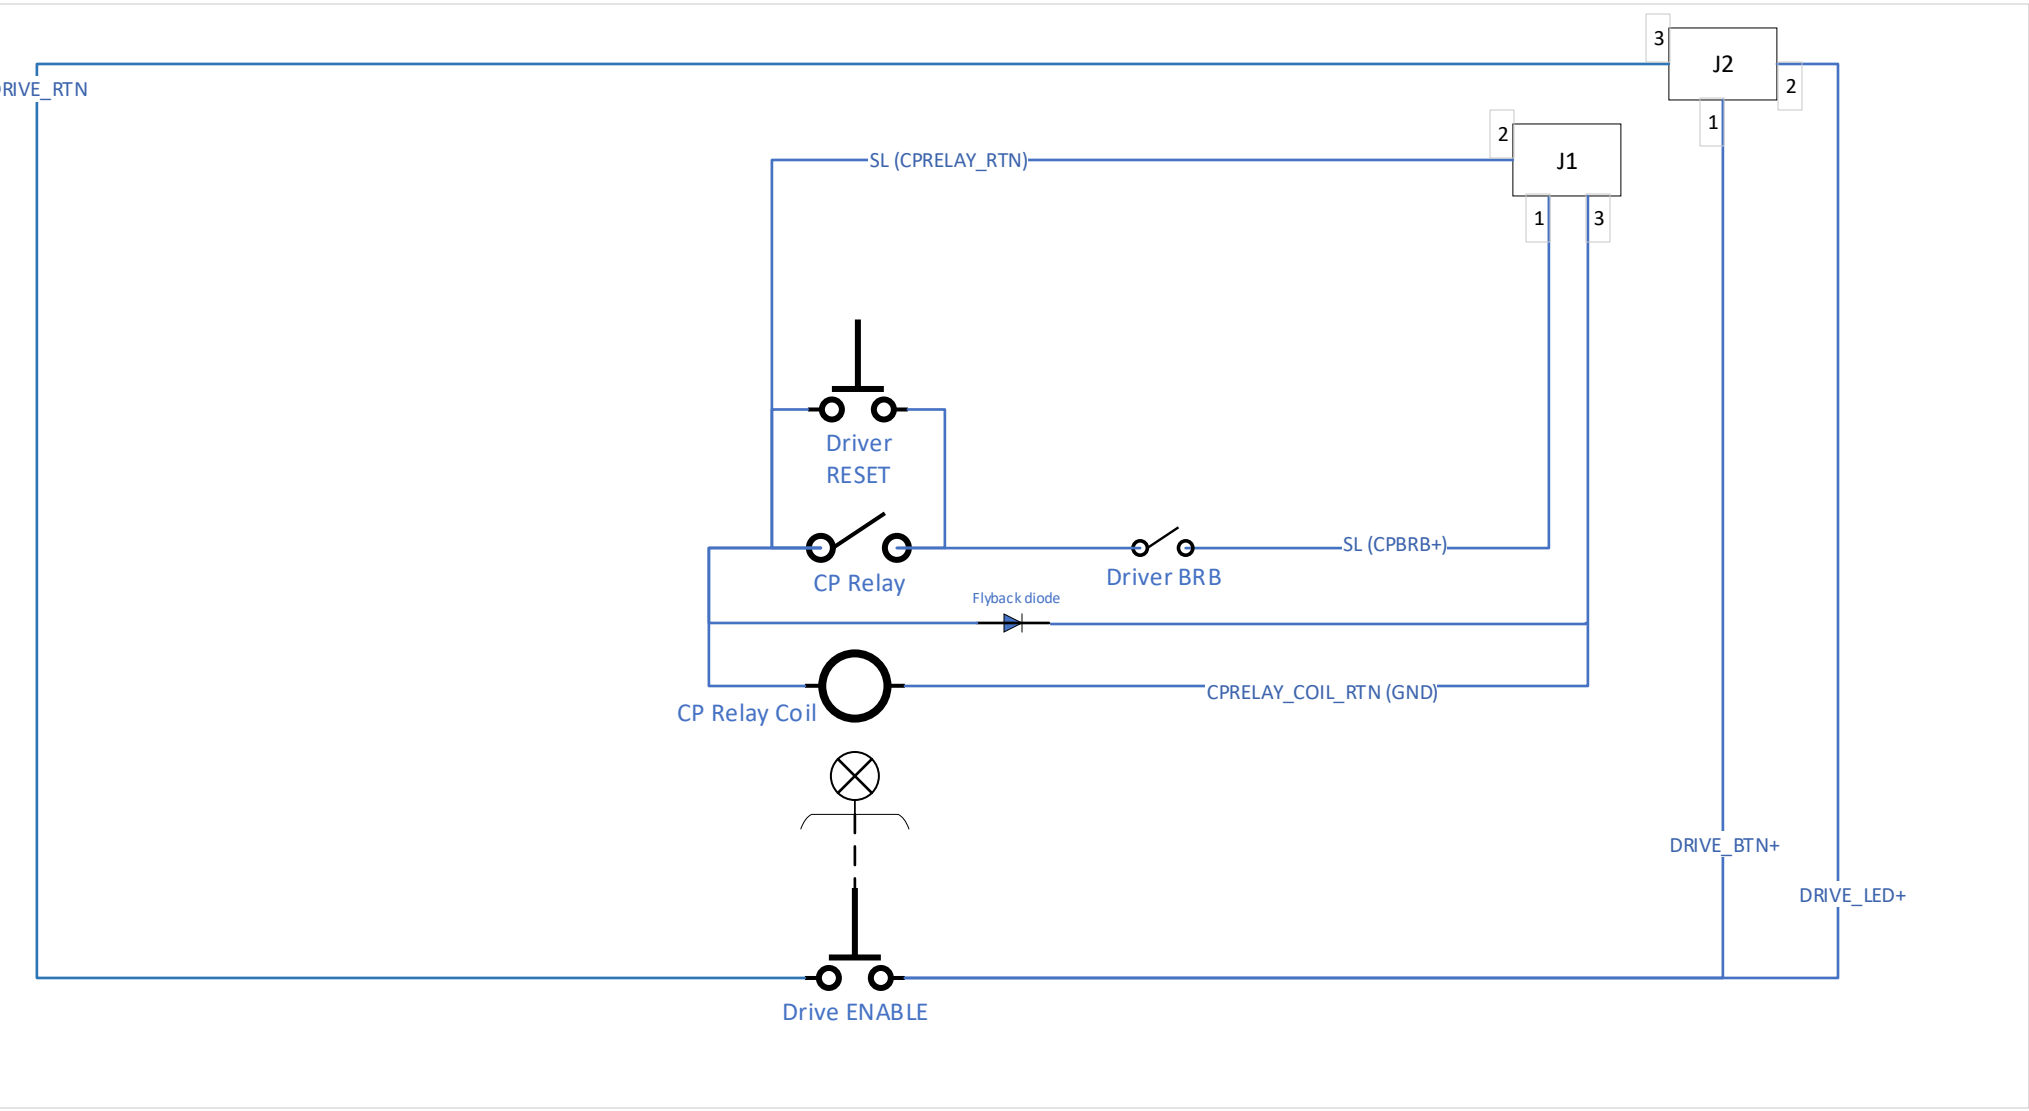 3
J2
RIVE_RTN
2
1
2
J1
SL (CPRELAY_RTN)
1
3
Driver
RESET
SL (CPBRB+)
CP Relay
Driver BRB
Flyback diode
CPRELAY_COIL_RTN (GND)
CP Relay Coil
DRIVE_BTN+
DRIVE_LED+
Drive ENABLE